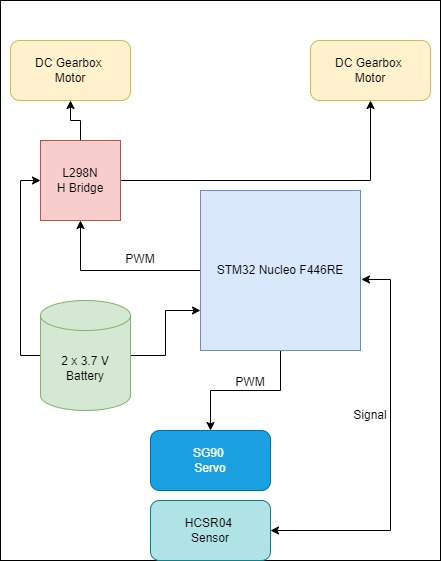 DC Gearbox
Motor
DC Gearbox
Motor
L298N
H Bridge
STM32 Nucleo F446RE
PWM
2 x 3.7 V
Battery
PWM
Signal
SG90
Servo
HCSR04
Sensor